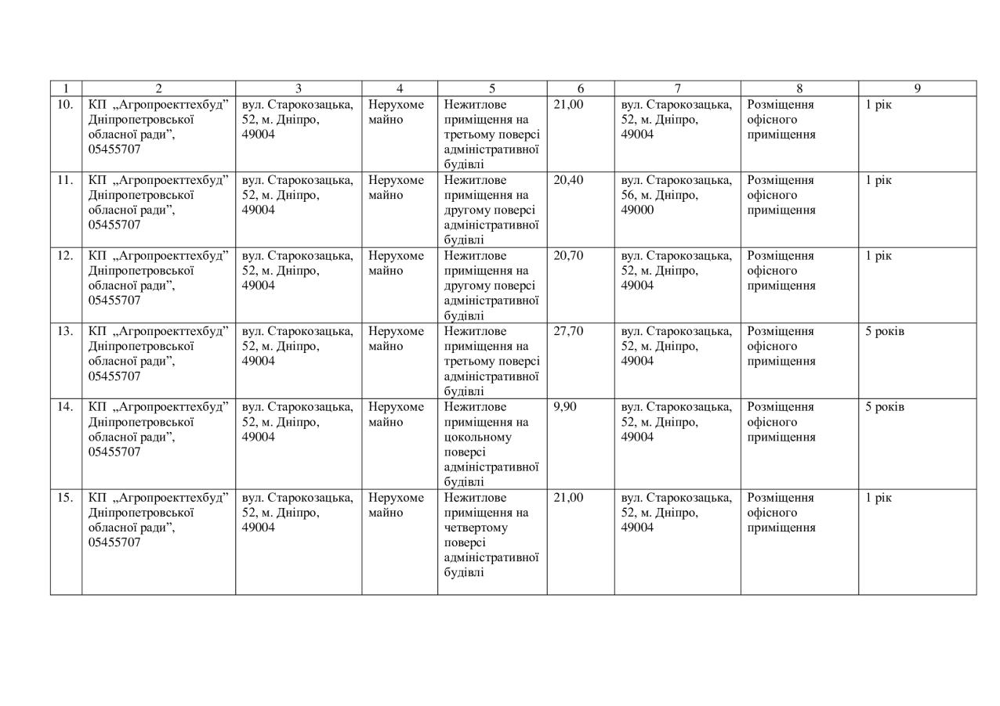 1 2 3 4 5 6 7 8 9
10. КП „Агропроекттехбуд” вул. Старокозацька, Нерухоме Нежитлове 21,00 вул. Старокозацька, Розміщення 1 рік
Дніпропетровської 52, м. Дніпро, майно приміщення на 52, м. Дніпро, офісного
обласної ради”, 49004 третьому поверсі 49004 приміщення
05455707 адміністративної
будівлі
11. КП „Агропроекттехбуд” вул. Старокозацька, Нерухоме Нежитлове 20,40 вул. Старокозацька, Розміщення 1 рік
Дніпропетровської 52, м. Дніпро, майно приміщення на 56, м. Дніпро, офісного
обласної ради”, 49004 другому поверсі 49000 приміщення
05455707 адміністративної
будівлі
12. КП „Агропроекттехбуд” вул. Старокозацька, Нерухоме Нежитлове 20,70 вул. Старокозацька, Розміщення 1 рік
Дніпропетровської 52, м. Дніпро, майно приміщення на 52, м. Дніпро, офісного
обласної ради”, 49004 другому поверсі 49004 приміщення
05455707 адміністративної
будівлі
13. КП „Агропроекттехбуд” вул. Старокозацька, Нерухоме Нежитлове 27,70 вул. Старокозацька, Розміщення 5 років
Дніпропетровської 52, м. Дніпро, майно приміщення на 52, м. Дніпро, офісного
обласної ради”, 49004 третьому поверсі 49004 приміщення
05455707 адміністративної
будівлі
14. КП „Агропроекттехбуд” вул. Старокозацька, Нерухоме Нежитлове 9,90 вул. Старокозацька, Розміщення 5 років
Дніпропетровської 52, м. Дніпро, майно приміщення на 52, м. Дніпро, офісного
обласної ради”, 49004 цокольному 49004 приміщення
05455707 поверсі
адміністративної
будівлі
15. КП „Агропроекттехбуд” вул. Старокозацька, Нерухоме Нежитлове 21,00 вул. Старокозацька, Розміщення 1 рік
Дніпропетровської 52, м. Дніпро, майно приміщення на 52, м. Дніпро, офісного
обласної ради”, 49004 четвертому 49004 приміщення
05455707 поверсі
адміністративної
будівлі